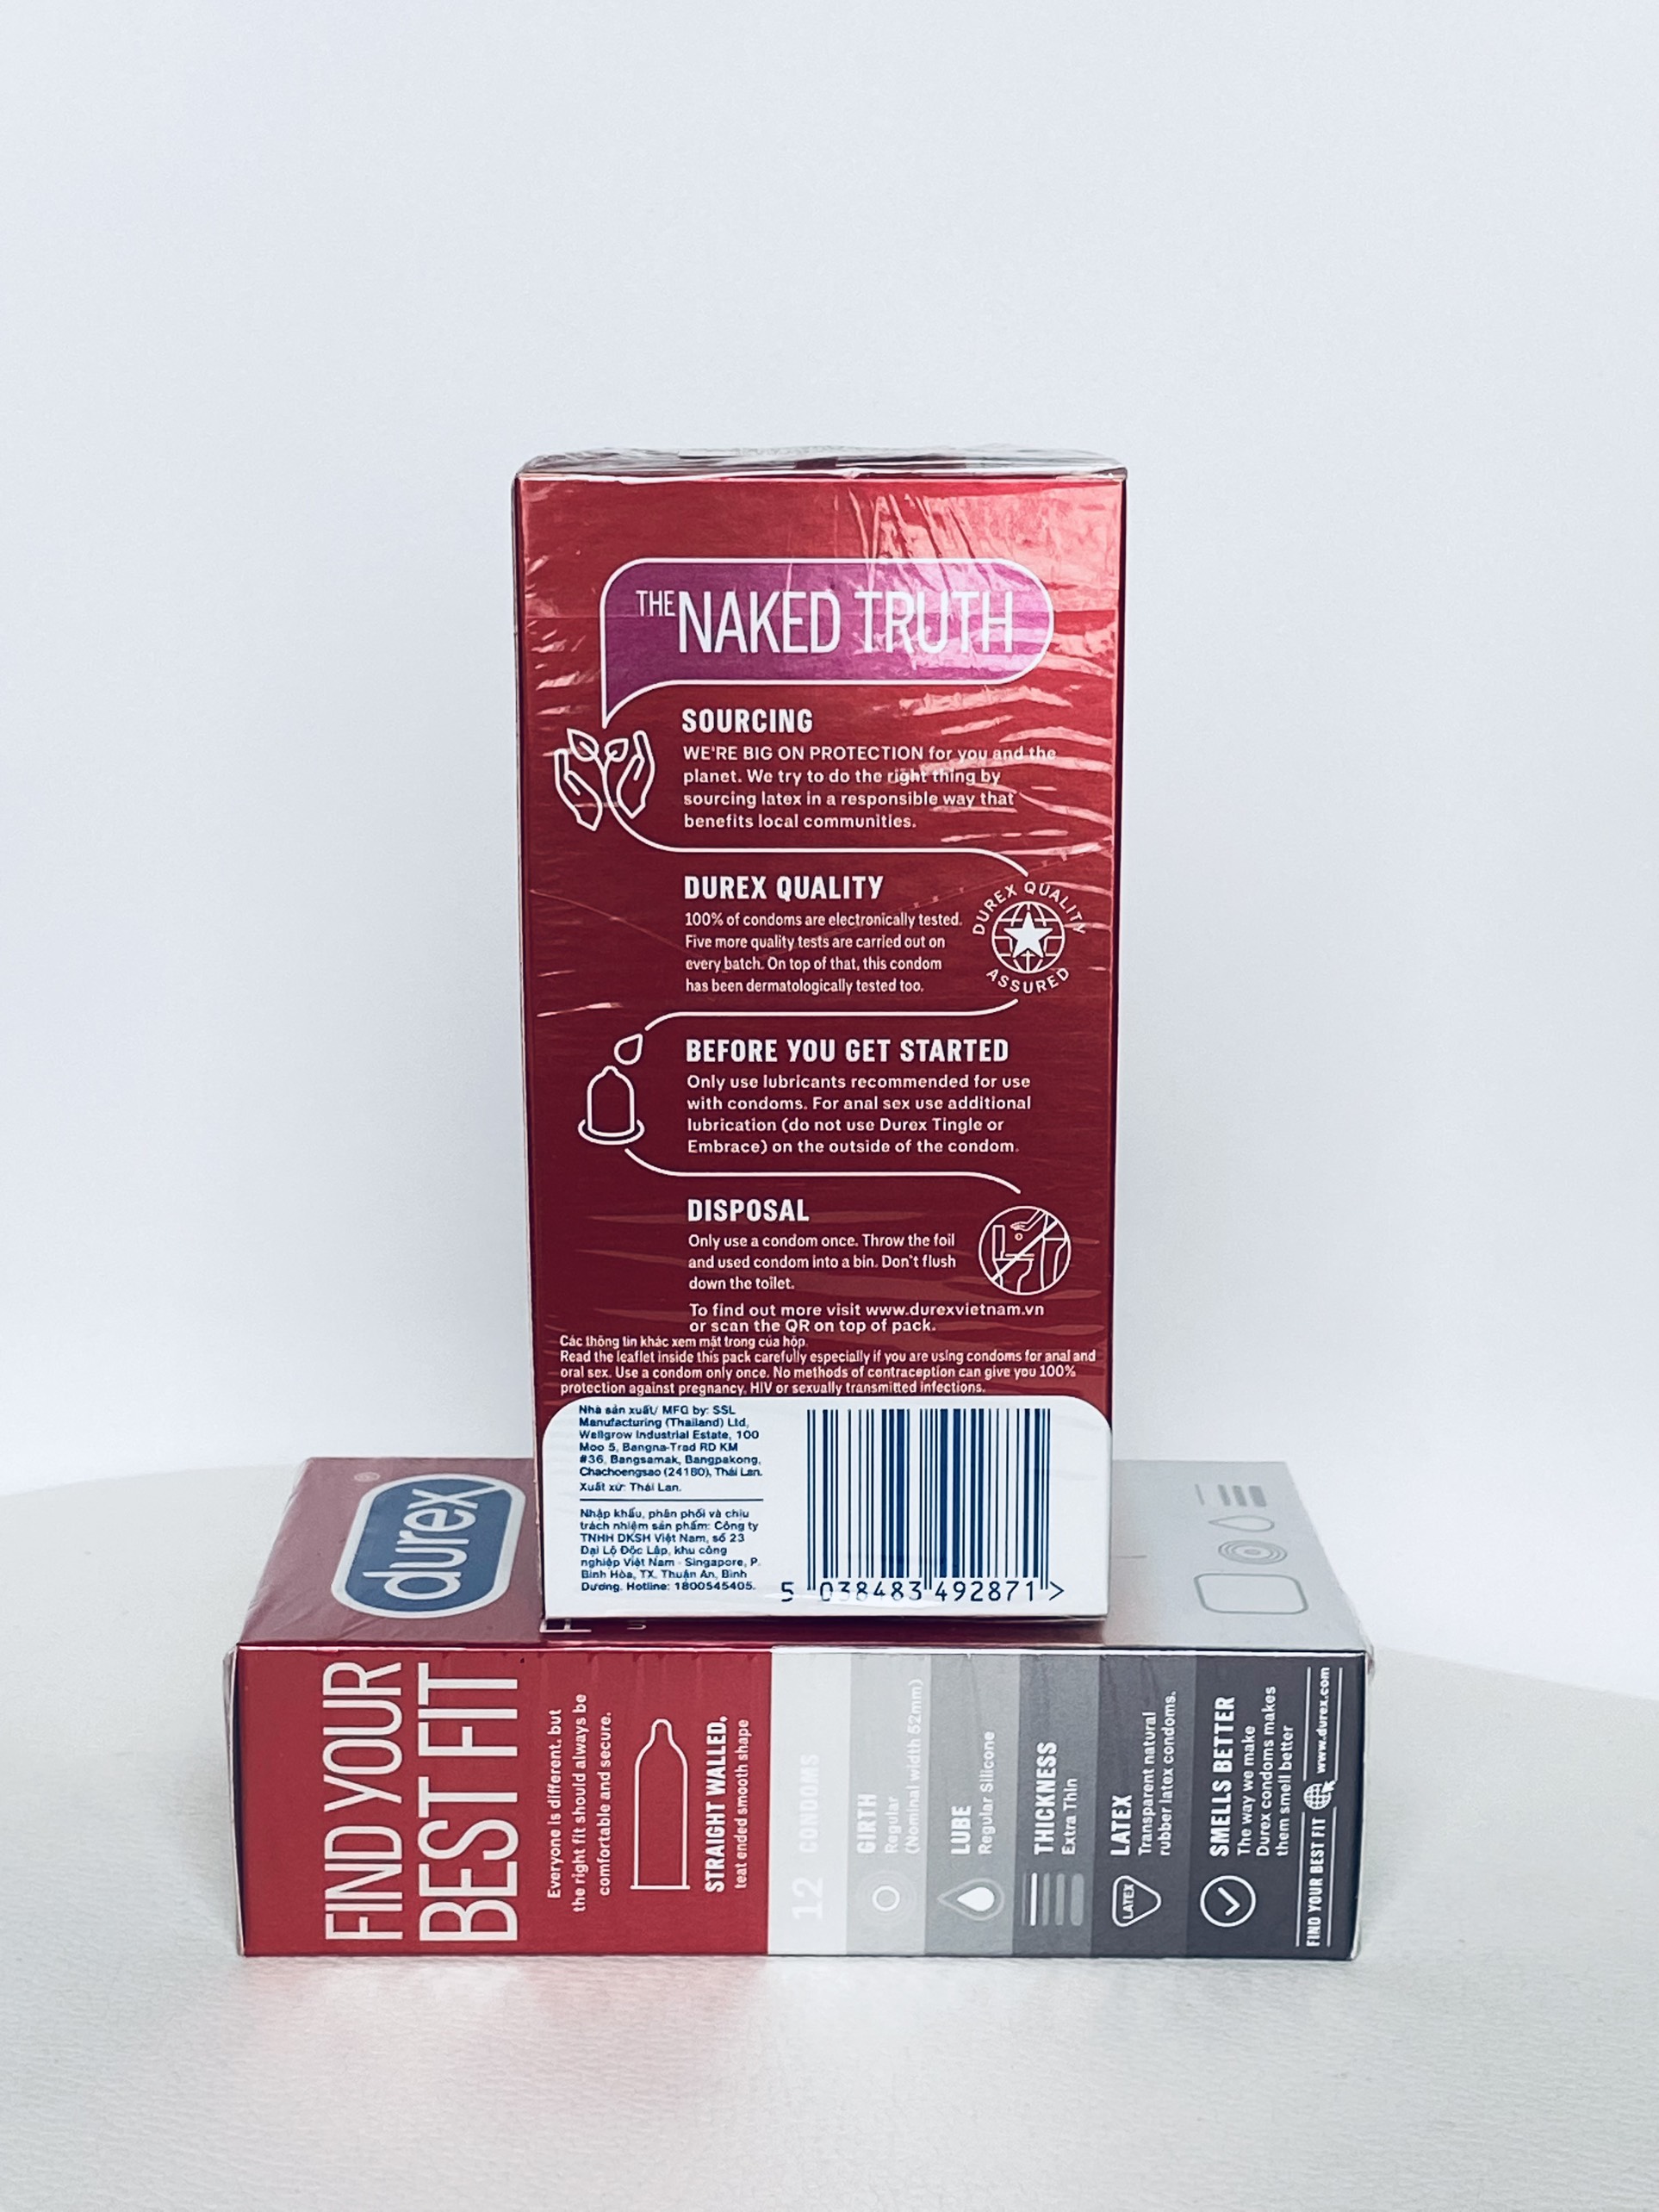 THE NAKED TRUTH
SOURCING
WE'RE BIG ON PROTECTION for you and the
planet. We try to do the right thing by
sourcing latex in a responsible way that
benefits local communities.
DUREX QUALITY
100% of condoms are electronically tested.
Five more quality tests are carried out on
every batch. On top of that, this condom
has been dermatologically tested too.
DUREX QUALITY
ASSURED
BEFORE YOU GET STARTED
Only use lubricants recommended for use
with condoms. For anal sex use additional
lubrication (do not use Durex Tingle or
Embrace) on the outside of the condom.
DISPOSAL
Only use a condom once. Throw the foil
and used condom into a bin. Don't flush
down the toilet.
To find out more visit www.durexvietnam.vn
or scan the QR on top of pack.
Các thông tin khác xem mặt trong của hộp.
Read the leaflet inside this pack carefully especially if you are using condoms for anal and
oral sex. Use a condom only once. No methods of contraception can give you 100%
protection against pregnancy, HIV or sexually transmitted infections.
Nhà sản xuất/ MFG by: SSL
Manufacturing (Thailand) Ltd,
Wellgrow Industrial Estate, 100
Moo 5, Bangna-Trad RD KM
#36, Bangsamak, Bangpakong,
Chachoengsao (24180), Thái Lan.
Xuất xứ: Thái Lan.
Nhập khẩu, phân phối và chịu
trách nhiệm sản phẩm: Công ty
TNHH DKSH Việt Nam, số 23
Đại Lộ Độc Lập, khu công
nghiệp Việt Nam - Singapore, P.
Bình Hòa, TX. Thuận An, Bình
Dương. Hotline: 1800545405.
5 038483 492871 >
durex
®
FIND YOUR
BEST FIT
Everyone is different, but
the right fit should always be
comfortable and secure.
STRAIGHT WALLED,
teat ended smooth shape
12 CONDOMS
GIRTH
Regular
(Nominal width 52mm)
LUBE
Regular Silicone
THICKNESS
Extra Thin
LATEX
LATEX
Transparent natural
rubber latex condoms.
SMELLS BETTER
The way we make
Durex condoms makes
them smell better
FIND YOUR BEST FIT www.durex.com